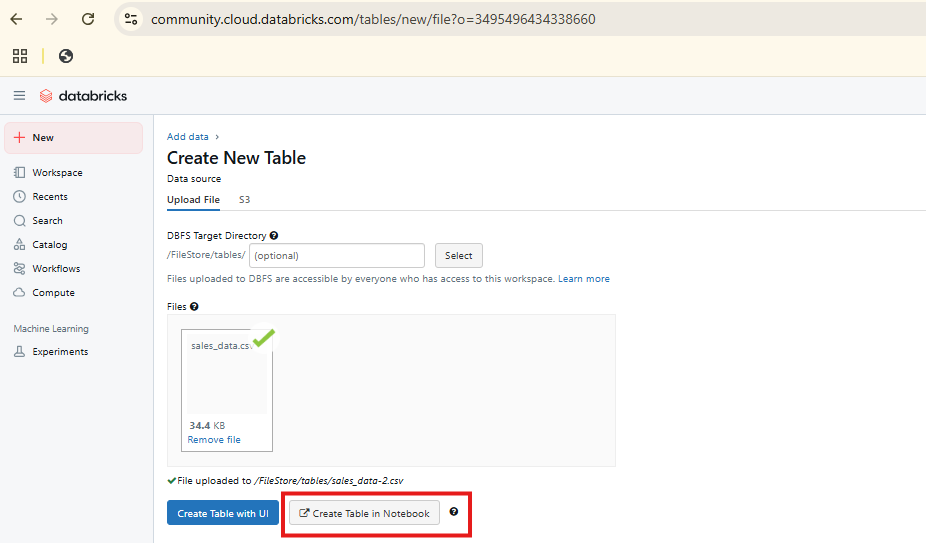 community.cloud.databricks.com/tables/new/file?o=3495496434338660
databricks
New
Workspace
Recents
Search
Catalog
Workflows
Compute
Machine Learning
Experiments
Add data ›
Create New Table
Data source
Upload File S3
DBFS Target Directory ?
/FileStore/tables/ (optional) Select
Files uploaded to DBFS are accessible by everyone who has access to this workspace. Learn more
Files ?
sales_data.csv
34.4 KB
Remove file
File uploaded to /FileStore/tables/sales_data-2.csv
Create Table with UI Create Table in Notebook ?